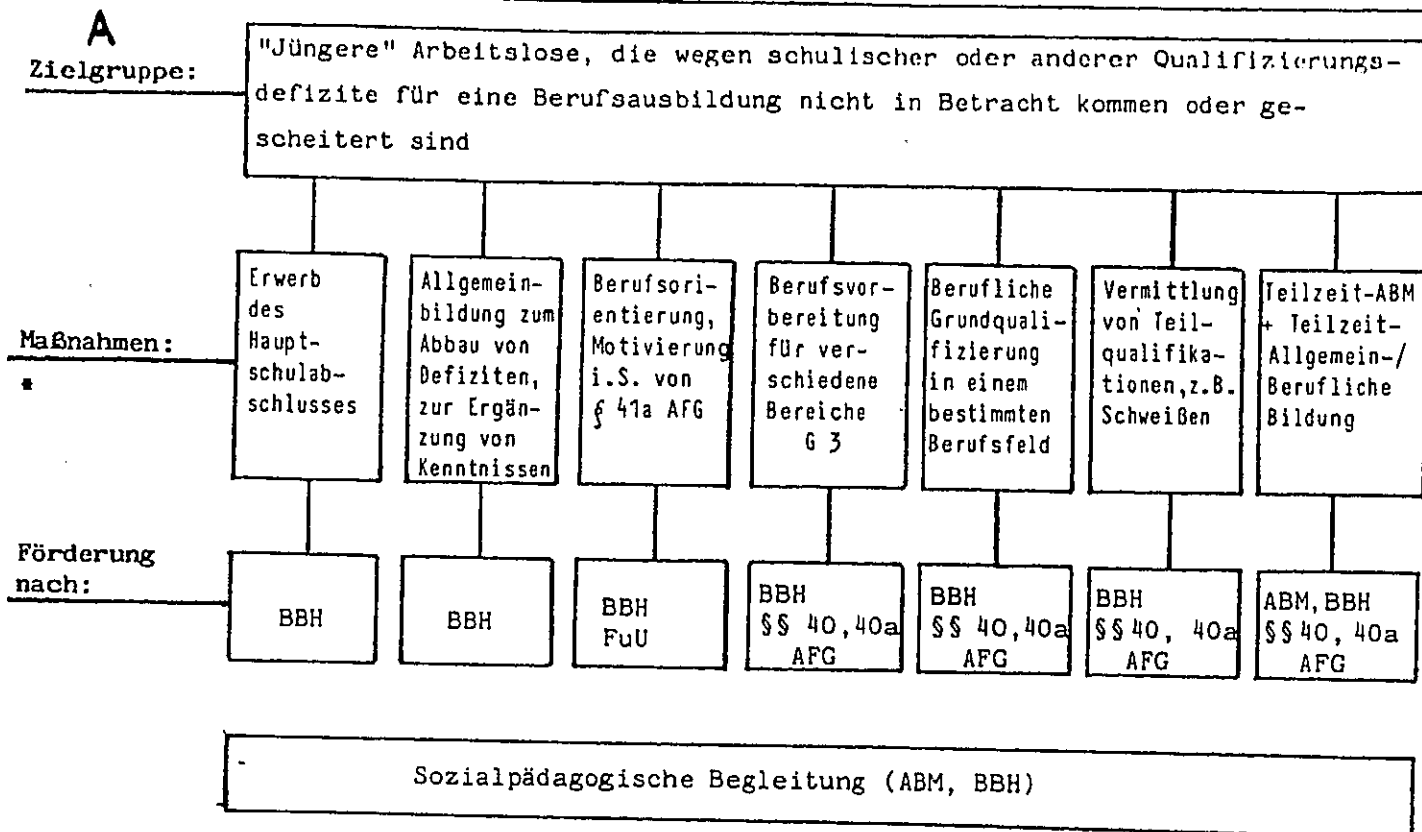 A
Zielgruppe:
"Jüngere" Arbeitslose, die wegen schulischer oder anderer Qualifizierungs-
defizite für eine Berufsausbildung nicht in Betracht kommen oder ge-
scheitert sind
Maßnahmen:
*
Erwerb
des
Haupt-
schulab-
schlusses
Allgemein-
bildung zum
Abbau von
Defiziten,
zur Ergän-
zung von
Kenntnissen
Berufsori-
entierung,
Motivierung
i.S. von
§ 41a AFG
Berufsvor-
bereitung
für ver-
schiedene
Bereiche
G 3
Berufliche
Grundquali-
fizierung
in einem
bestimmten
Berufsfeld
Vermittlung
von Teil-
qualifika-
tionen,z.B.
Schweißen
Teilzeit-ABM
+ Teilzeit-
Allgemein-/
Berufliche
Bildung
Förderung
nach:
BBH
BBH
BBH
FuU
BBH
§§ 40,40a
AFG
BBH
§§ 40,40a
AFG
BBH
§§ 40, 40a
AFG
ABM, BBH
§§ 40, 40a
AFG
Sozialpädagogische Begleitung (ABM, BBH)